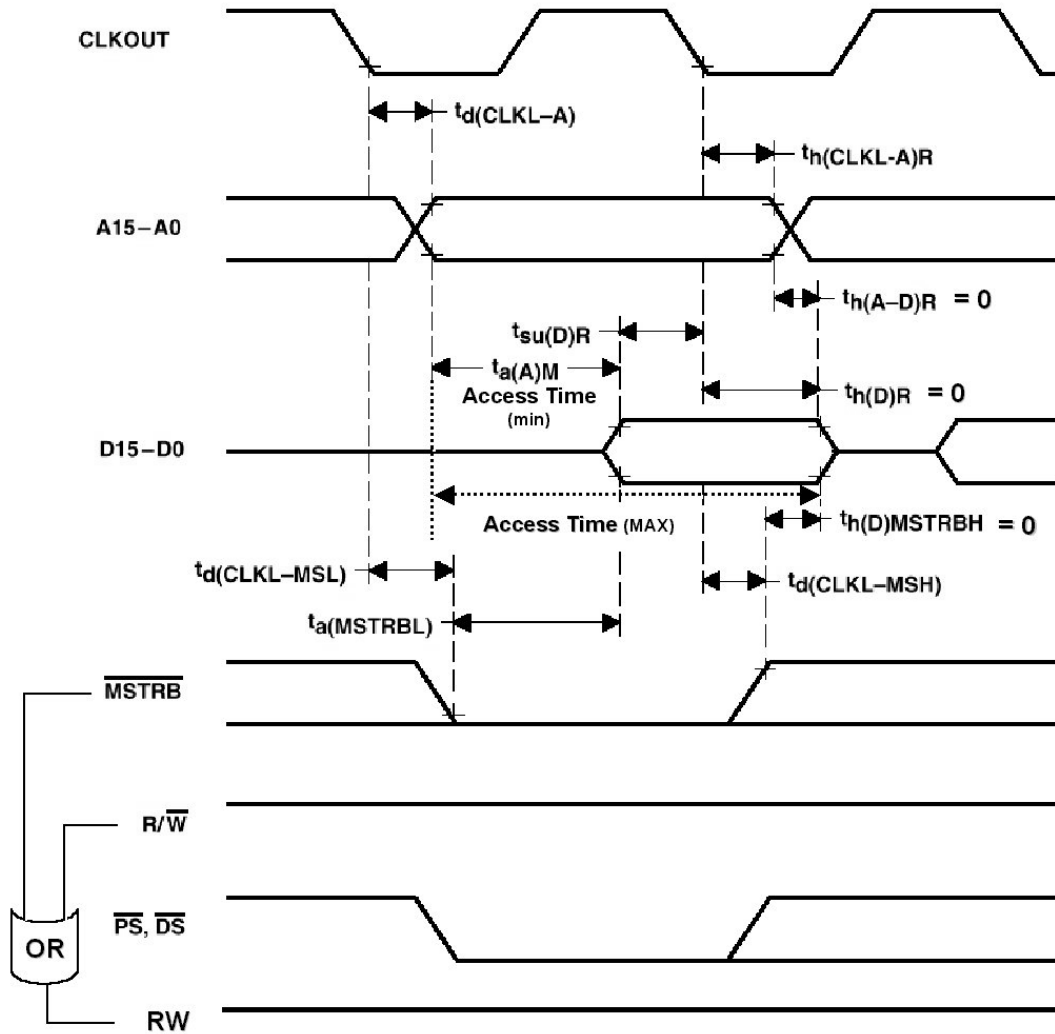 CLKOUT
td(CLKL–A)
th(CLKL-A)R
A15–A0
th(A–D)R = 0
tsu(D)R
ta(A)M
Access Time
(min)
th(D)R = 0
D15–D0
Access Time (MAX)
th(D)MSTRBH = 0
td(CLKL–MSL)
td(CLKL–MSH)
ta(MSTRBL)
MSTRB
R/W
PS, DS
OR
RW